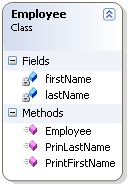 Employee
Class
Fields
firstName
lastName
Methods
Employee
PrinLastName
PrintFirstName